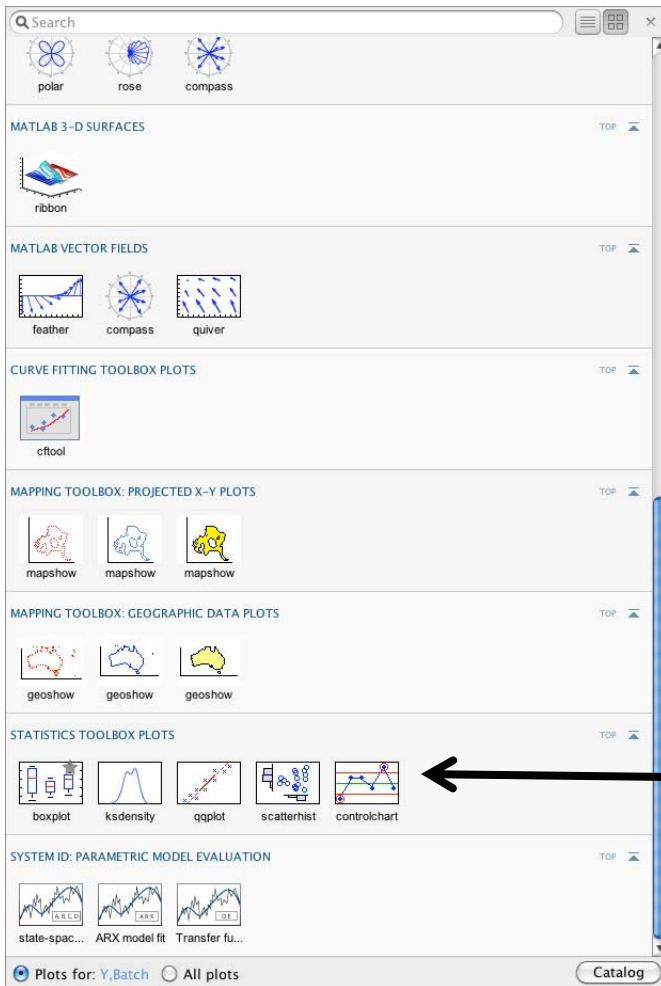 Search
polar rose compass
MATLAB 3-D SURFACES TOP
ribbon
MATLAB VECTOR FIELDS TOP
feather compass quiver
CURVE FITTING TOOLBOX PLOTS TOP
cftool
MAPPING TOOLBOX: PROJECTED X-Y PLOTS TOP
mapshow mapshow mapshow
MAPPING TOOLBOX: GEOGRAPHIC DATA PLOTS TOP
geoshow geoshow geoshow
STATISTICS TOOLBOX PLOTS TOP
boxplot ksdensity qqplot scatterhist controlchart
SYSTEM ID: PARAMETRIC MODEL EVALUATION TOP
A,B,C,D ARX OE
state-spac... ARX model fit Transfer fu...
Plots for: Y,Batch All plots Catalog